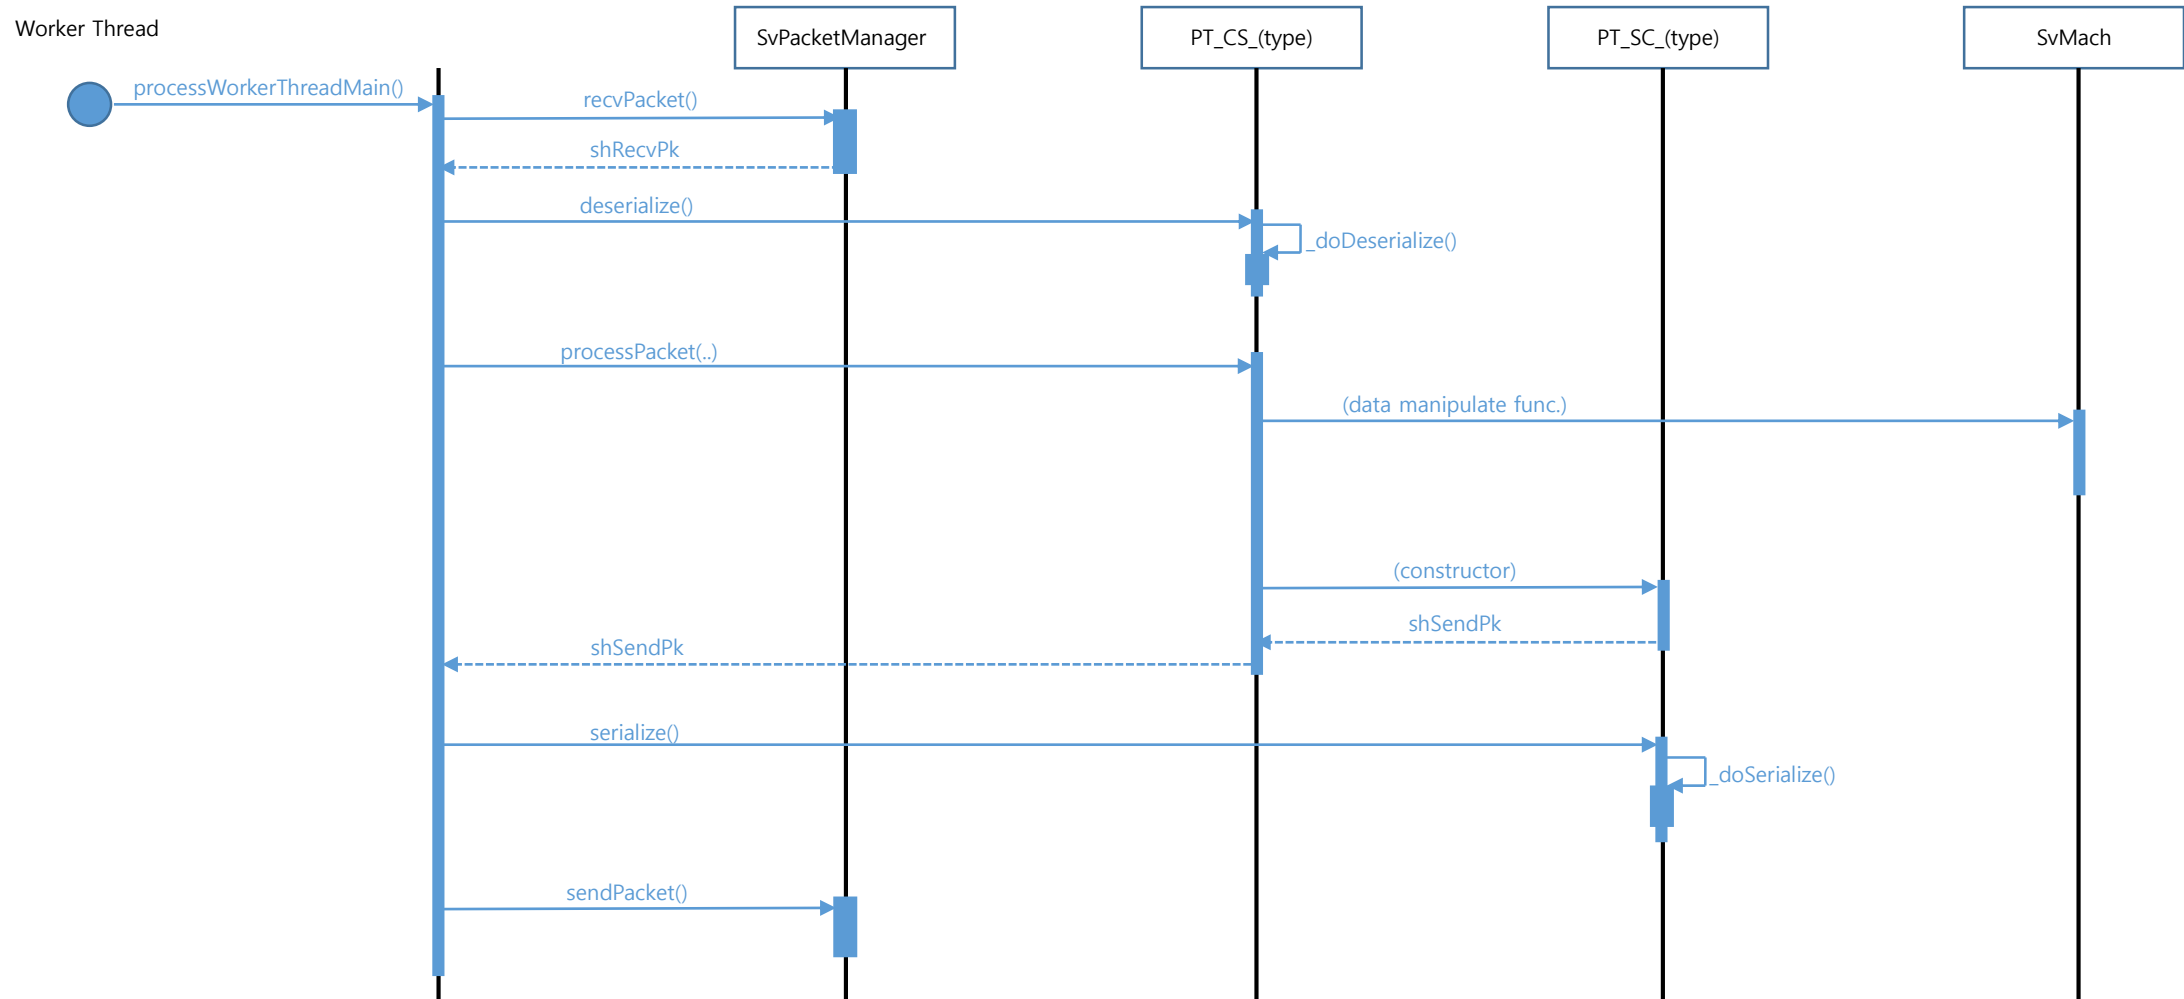 Worker Thread
SvPacketManager
PT_CS_(type)
PT_SC_(type)
SvMach
processWorkerThreadMain()
recvPacket()
shRecvPk
deserialize()
_doDeserialize()
processPacket(..)
(data manipulate func.)
(constructor)
shSendPk
shSendPk
serialize()
_doSerialize()
sendPacket()